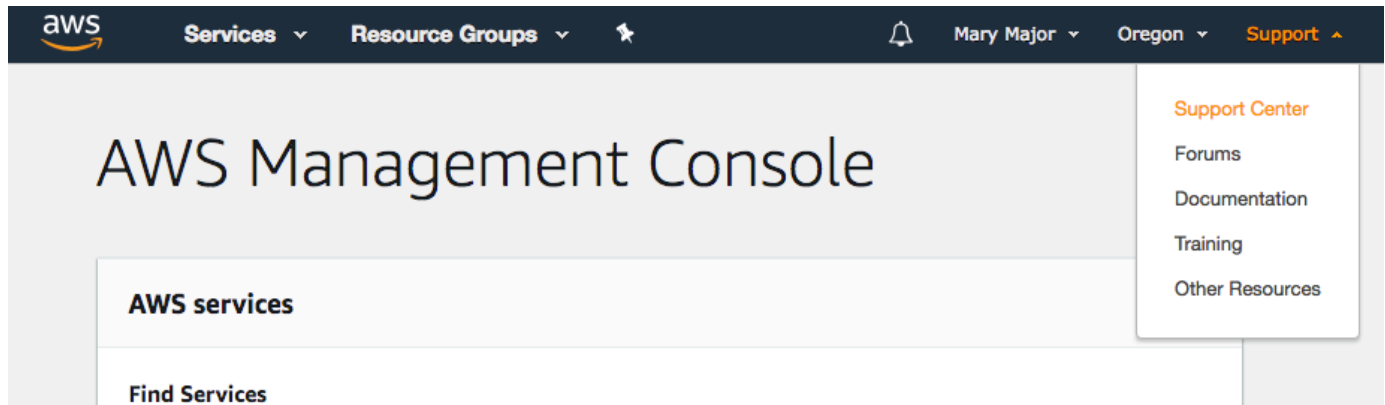 aws Services Resource Groups Mary Major Oregon Support
Support Center
Forums
Documentation
Training
Other Resources
AWS Management Console
AWS services
Find Services